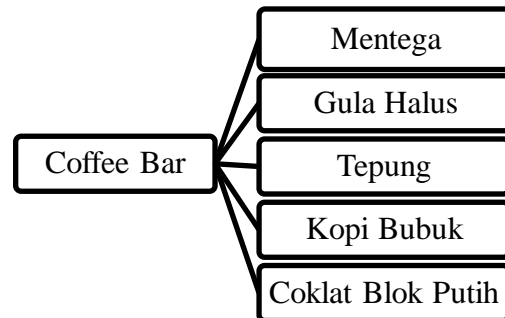 Coffee Bar
Mentega
Gula Halus
Tepung
Kopi Bubuk
Coklat Blok Putih